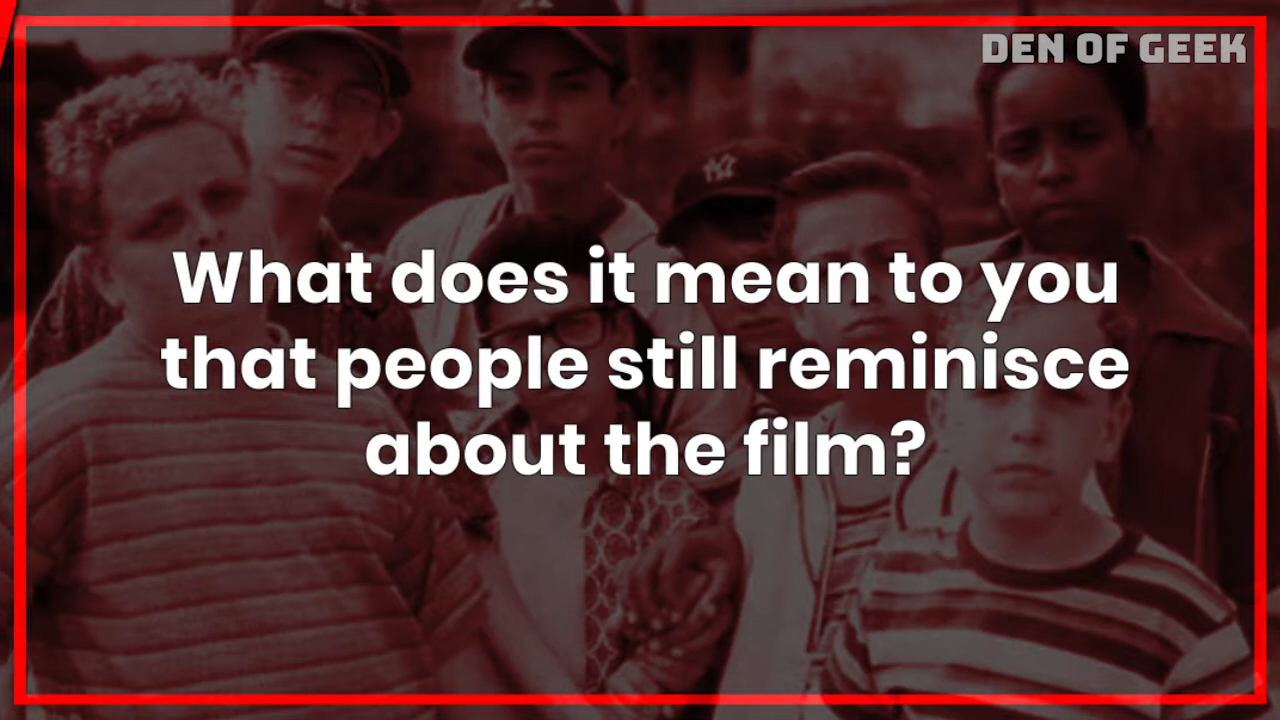 DEN OF GEEK
What does it mean to you
that people still reminisce
about the film?